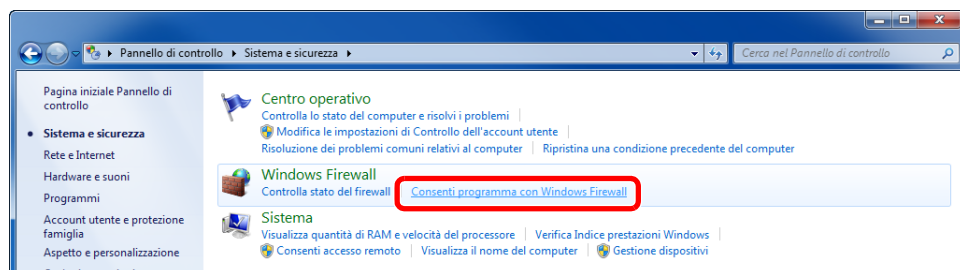 Pannello di controllo ▸ Sistema e sicurezza ▸
Cerca nel Pannello di controllo
Pagina iniziale Pannello di
controllo
Sistema e sicurezza
Rete e Internet
Hardware e suoni
Programmi
Account utente e protezione
famiglia
Aspetto e personalizzazione
Centro operativo
Controlla lo stato del computer e risolvi i problemi
Modifica le impostazioni di Controllo dell'account utente
Risoluzione dei problemi comuni relativi al computer
Ripristina una condizione precedente del computer
Windows Firewall
Controlla stato del firewall
Consenti programma con Windows Firewall
Sistema
Visualizza quantità di RAM e velocità del processore
Verifica Indice prestazioni Windows
Consenti accesso remoto
Visualizza il nome del computer
Gestione dispositivi